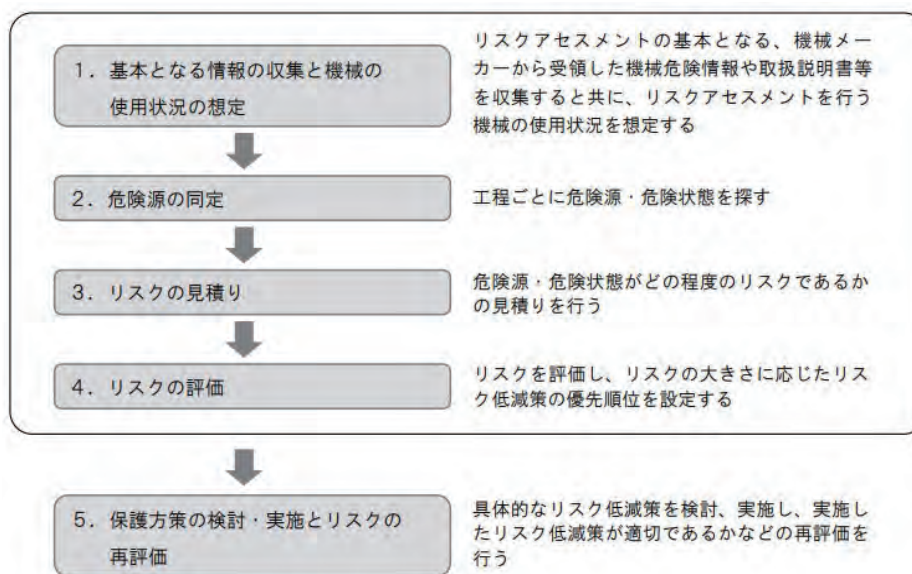 1．基本となる情報の収集と機械の
使用状況の想定
リスクアセスメントの基本となる、機械メー
カーから受領した機械危険情報や取扱説明書等
を収集すると共に、リスクアセスメントを行う
機械の使用状況を想定する
2．危険源の同定
工程ごとに危険源・危険状態を探す
3．リスクの見積り
危険源・危険状態がどの程度のリスクであるか
の見積りを行う
4．リスクの評価
リスクを評価し、リスクの大きさに応じたリス
ク低減策の優先順位を設定する
5．保護方策の検討・実施とリスクの
再評価
具体的なリスク低減策を検討、実施し、実施し
たリスク低減策が適切であるかなどの再評価を
行う